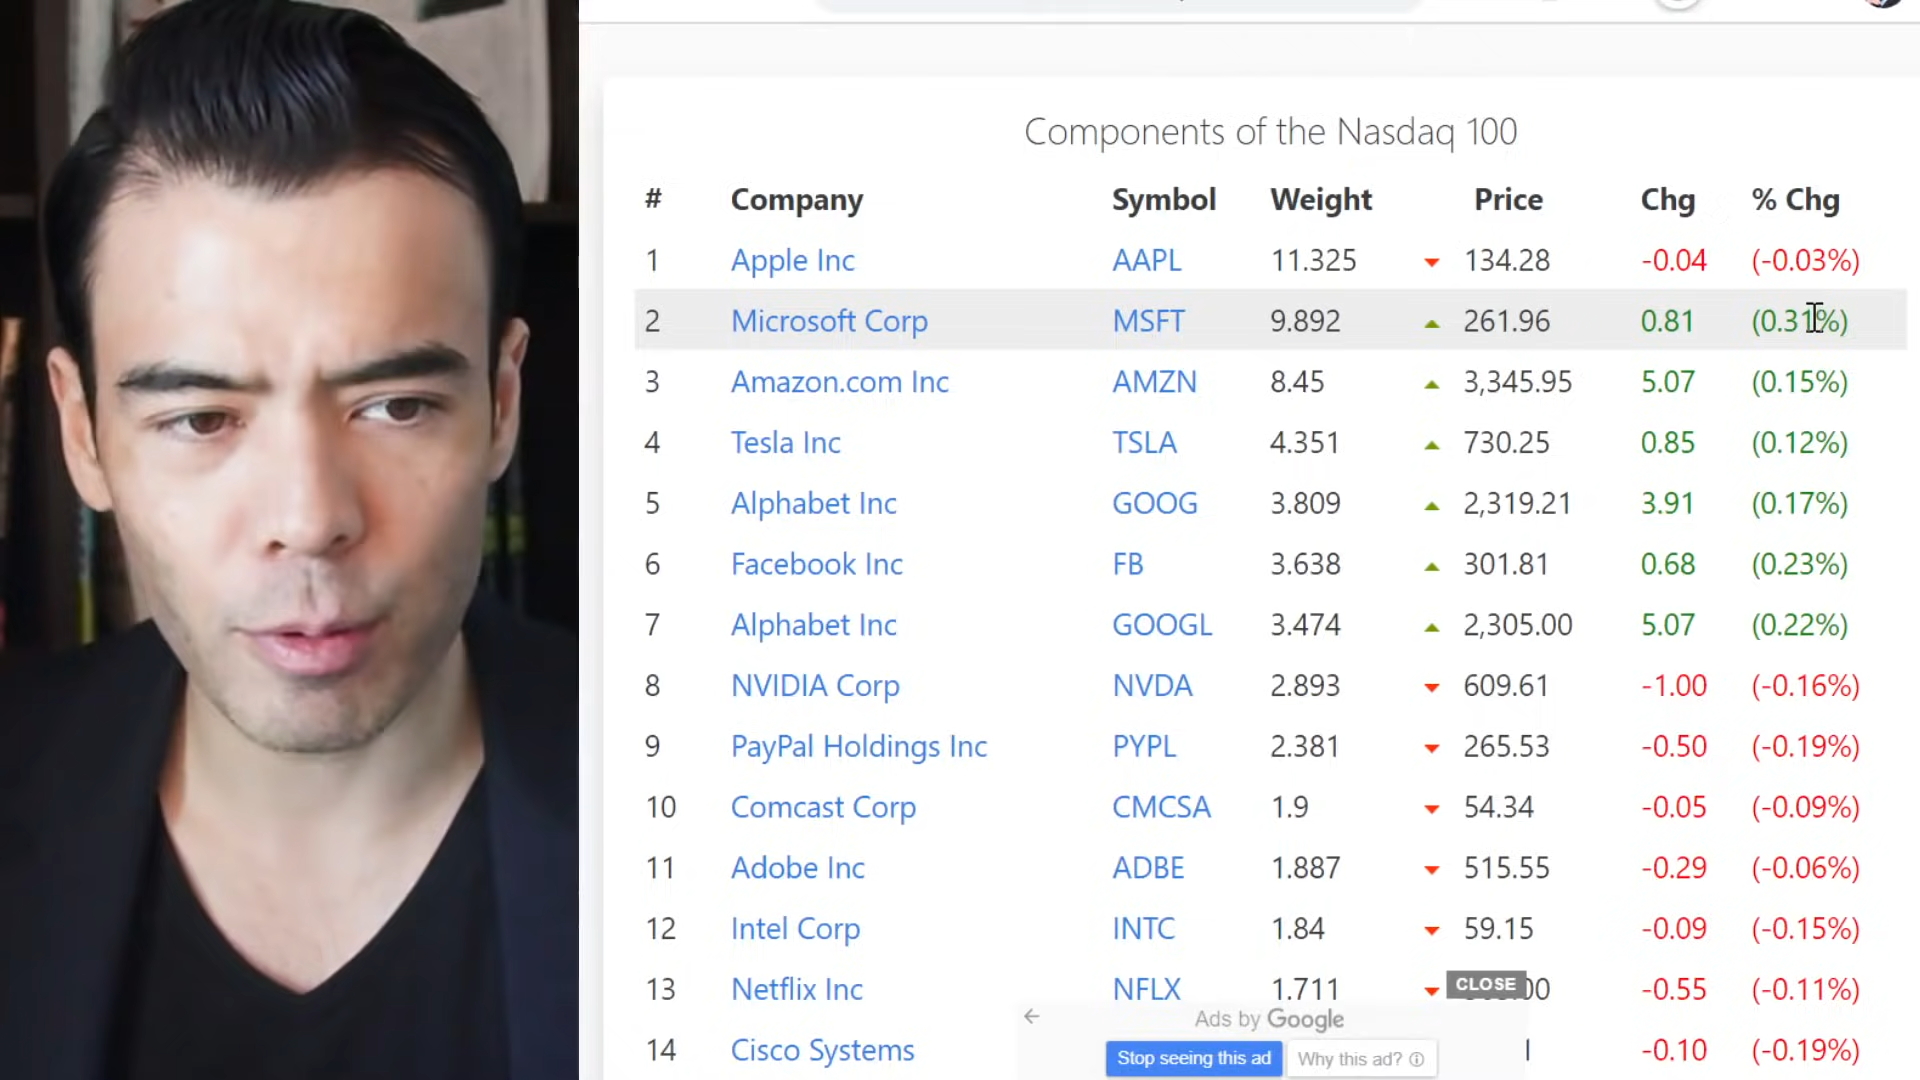 Components of the Nasdaq 100
# Company Symbol Weight Price Chg % Chg
1 Apple Inc AAPL 11.325 134.28 -0.04 (-0.03%)
2 Microsoft Corp MSFT 9.892 261.96 0.81 (0.31%)
3 Amazon.com Inc AMZN 8.45 3,345.95 5.07 (0.15%)
4 Tesla Inc TSLA 4.351 730.25 0.85 (0.12%)
5 Alphabet Inc GOOG 3.809 2,319.21 3.91 (0.17%)
6 Facebook Inc FB 3.638 301.81 0.68 (0.23%)
7 Alphabet Inc GOOGL 3.474 2,305.00 5.07 (0.22%)
8 NVIDIA Corp NVDA 2.893 609.61 -1.00 (-0.16%)
9 PayPal Holdings Inc PYPL 2.381 265.53 -0.50 (-0.19%)
10 Comcast Corp CMCSA 1.9 54.34 -0.05 (-0.09%)
11 Adobe Inc ADBE 1.887 515.55 -0.29 (-0.06%)
12 Intel Corp INTC 1.84 59.15 -0.09 (-0.15%)
13 Netflix Inc NFLX 1.711 -0.55 (-0.11%)
CLOSE
Ads by Google
14 Cisco Systems -0.10 (-0.19%)
Stop seeing this ad Why this ad?